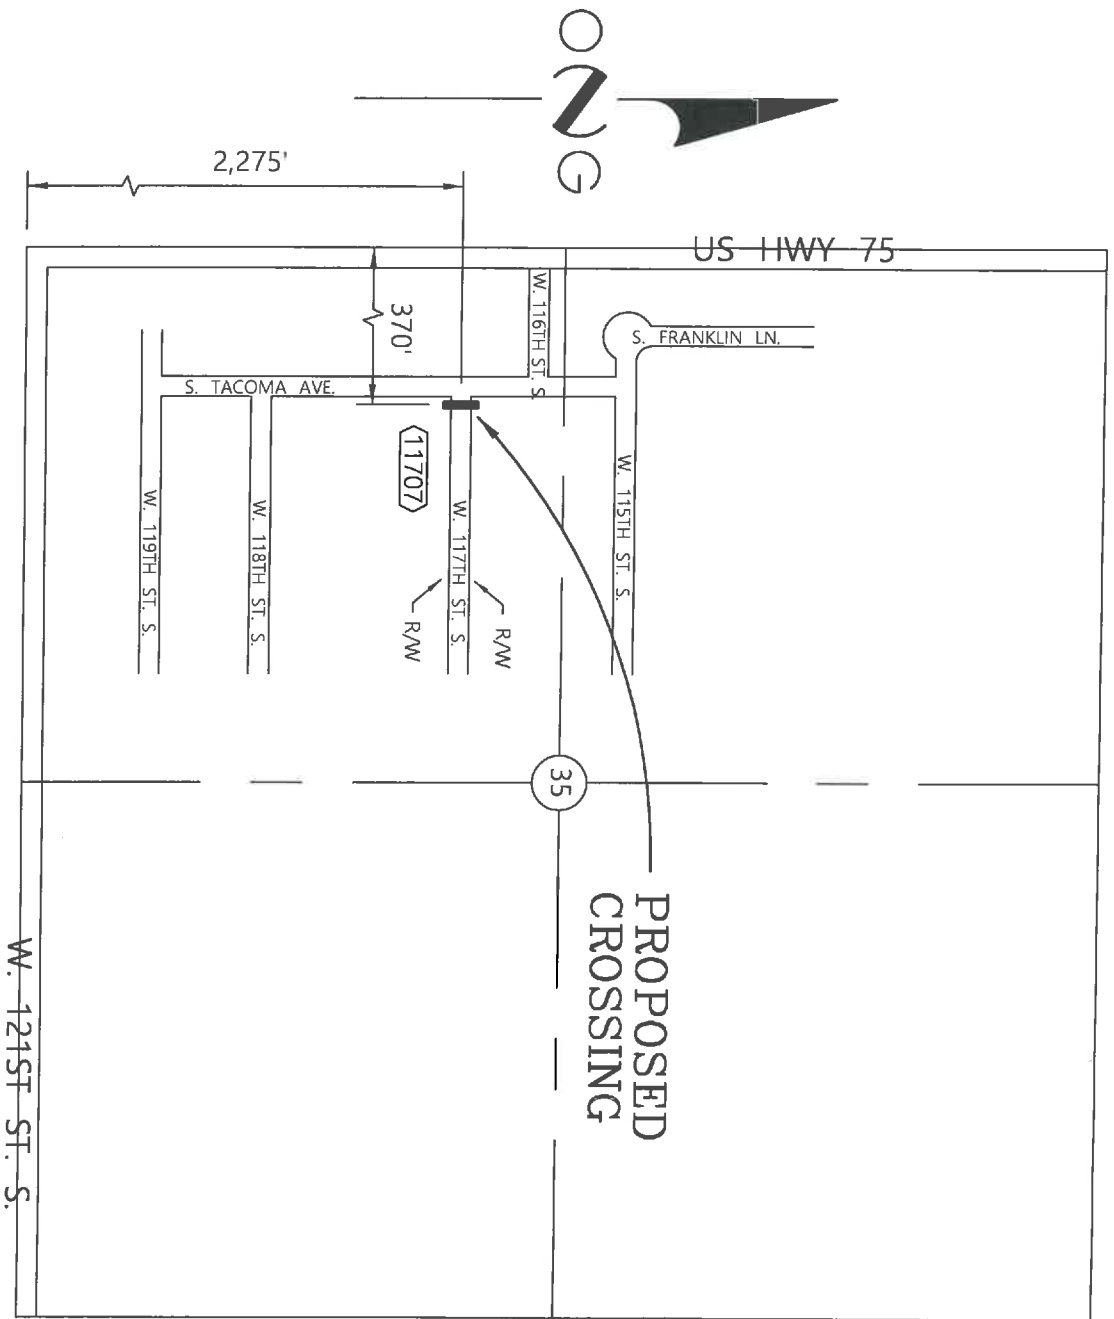 ONG
2,275'
US HWY 75
370'
W. 116TH ST. S.
S. FRANKLIN LN.
S. TACOMA AVE.
11707
W. 115TH ST. S.
W. 117TH ST. S.
W. 118TH ST. S.
W. 119TH ST. S.
R/W
R/W
35
PROPOSED
CROSSING
W. 121ST ST. S.